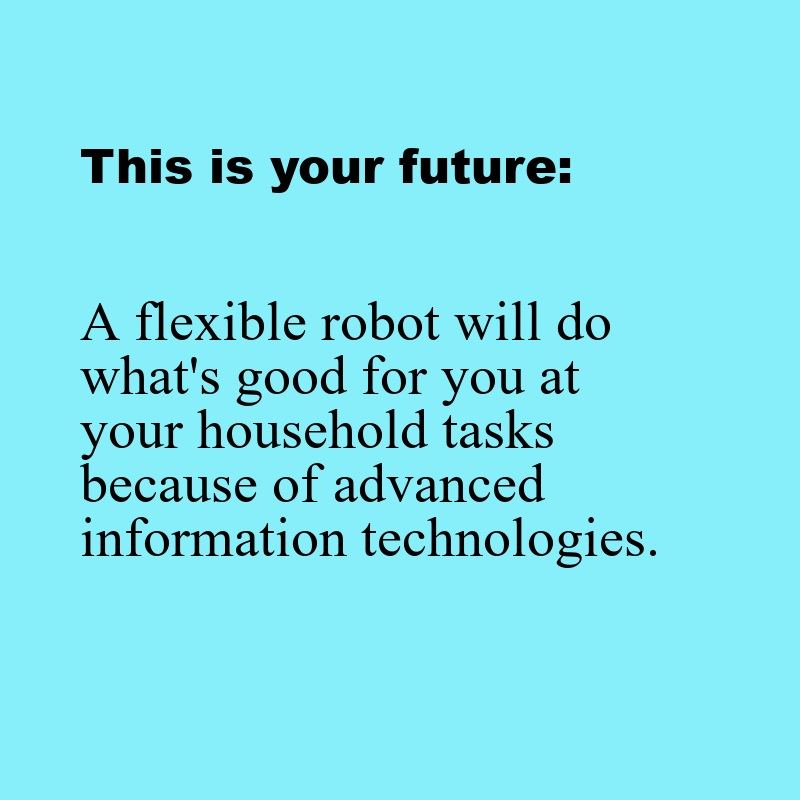 This is your future:
A flexible robot will do
what's good for you at
your household tasks
because of advanced
information technologies.